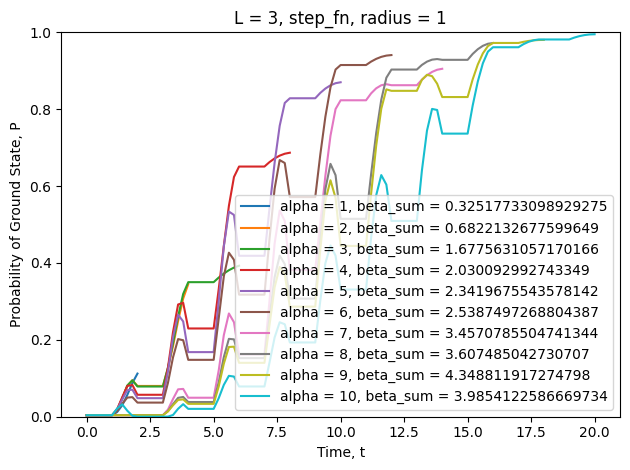 L = 3, step_fn, radius = 1
Probability of Ground State, P
1.0
0.8
0.6
0.4
0.2
0.0
alpha = 1, beta_sum = 0.32517733098929275
alpha = 2, beta_sum = 0.6822132677599649
alpha = 3, beta_sum = 1.6775631057170166
alpha = 4, beta_sum = 2.030092992743349
alpha = 5, beta_sum = 2.3419675543578142
alpha = 6, beta_sum = 2.5387497268804387
alpha = 7, beta_sum = 3.4570785504741344
alpha = 8, beta_sum = 3.607485042730707
alpha = 9, beta_sum = 4.348811917274798
alpha = 10, beta_sum = 3.9854122586669734
0.0 2.5 5.0 7.5 10.0 12.5 15.0 17.5 20.0
Time, t